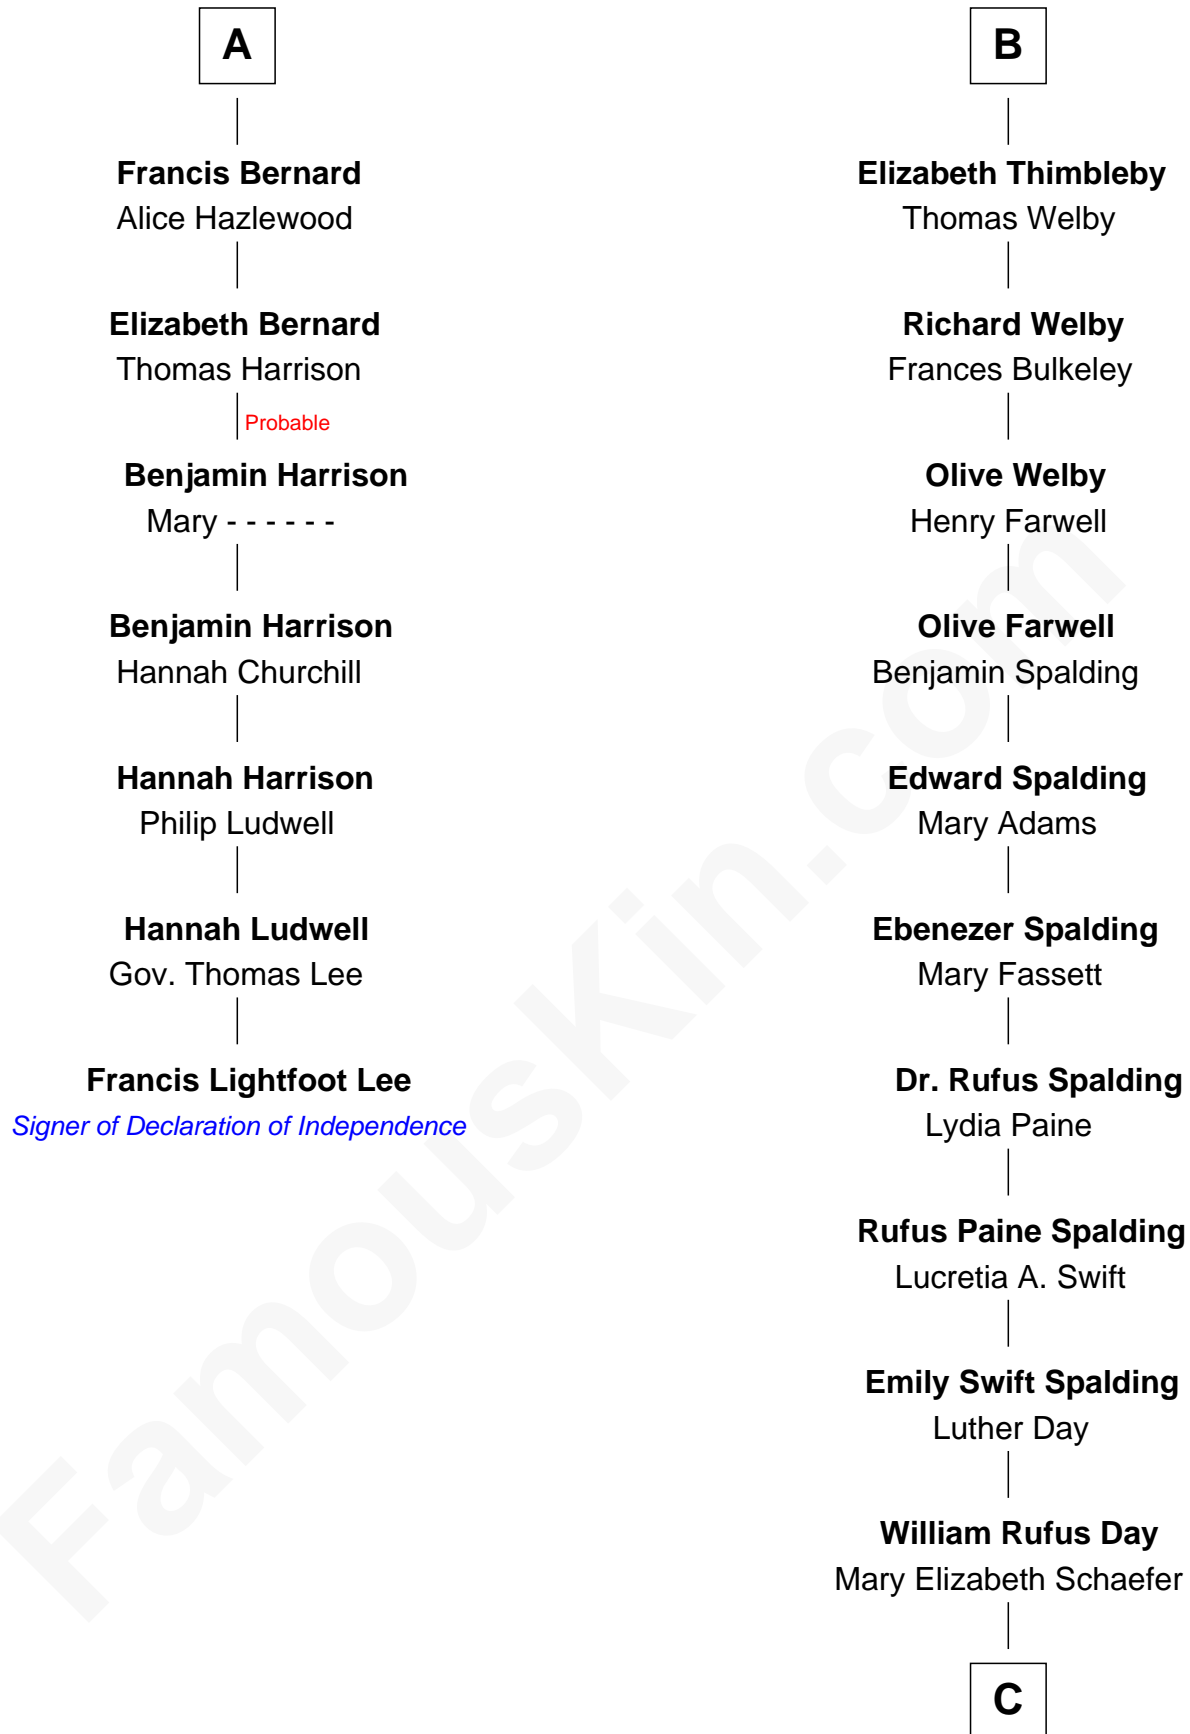 A
Francis Bernard
Alice Hazlewood
Elizabeth Bernard
Thomas Harrison
Probable
Benjamin Harrison
Mary - - - - - -
Benjamin Harrison
Hannah Churchill
Hannah Harrison
Philip Ludwell
Hannah Ludwell
Gov. Thomas Lee
Francis Lightfoot Lee
Signer of Declaration of Independence
B
Elizabeth Thimbleby
Thomas Welby
Richard Welby
Frances Bulkeley
Olive Welby
Henry Farwell
Olive Farwell
Benjamin Spalding
Edward Spalding
Mary Adams
Ebenezer Spalding
Mary Fassett
Dr. Rufus Spalding
Lydia Paine
Rufus Paine Spalding
Lucretia A. Swift
Emily Swift Spalding
Luther Day
William Rufus Day
Mary Elizabeth Schaefer
C
FamousKin.com